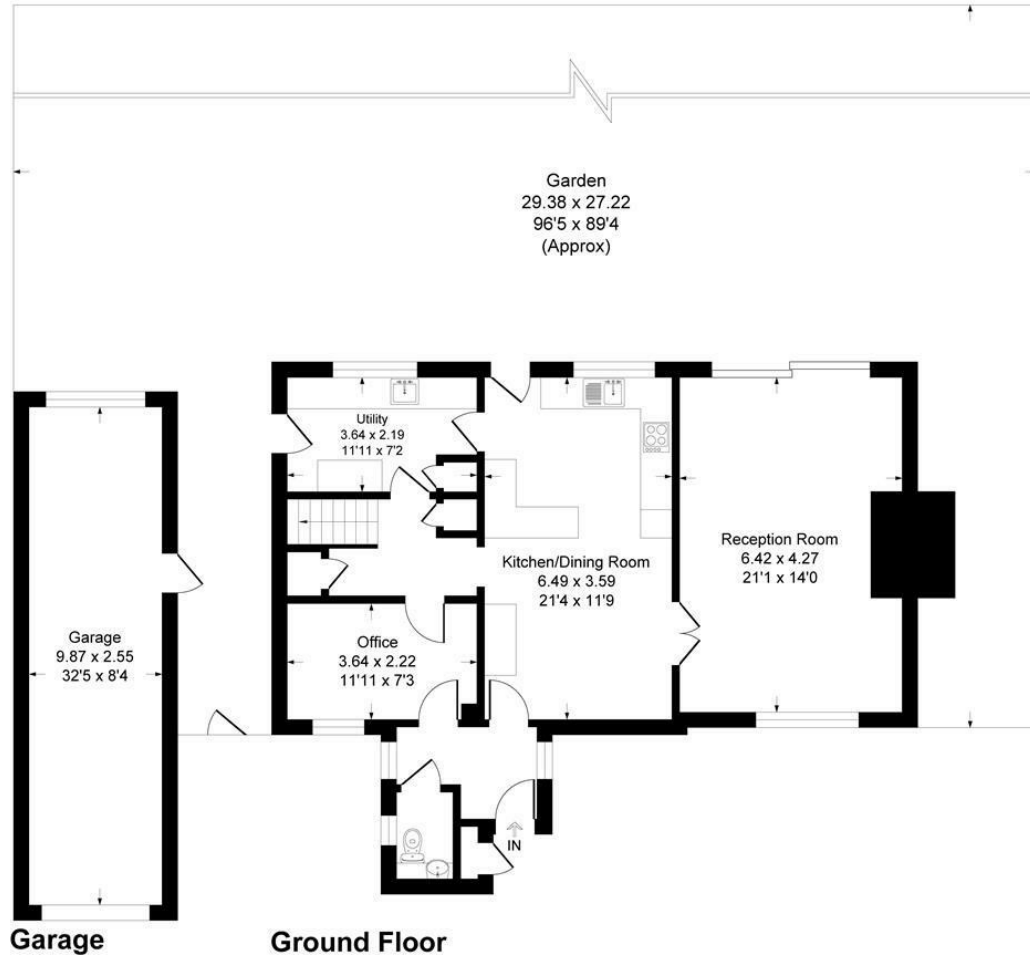 Garden
29.38 x 27.22
96'5 x 89'4
(Approx)
Utility
3.64 x 2.19
11'11 x 7'2
Kitchen/Dining Room
6.49 x 3.59
21'4 x 11'9
Reception Room
6.42 x 4.27
21'1 x 14'0
Garage
9.87 x 2.55
32'5 x 8'4
Office
3.64 x 2.22
11'11 x 7'3
IN
Garage
Ground Floor